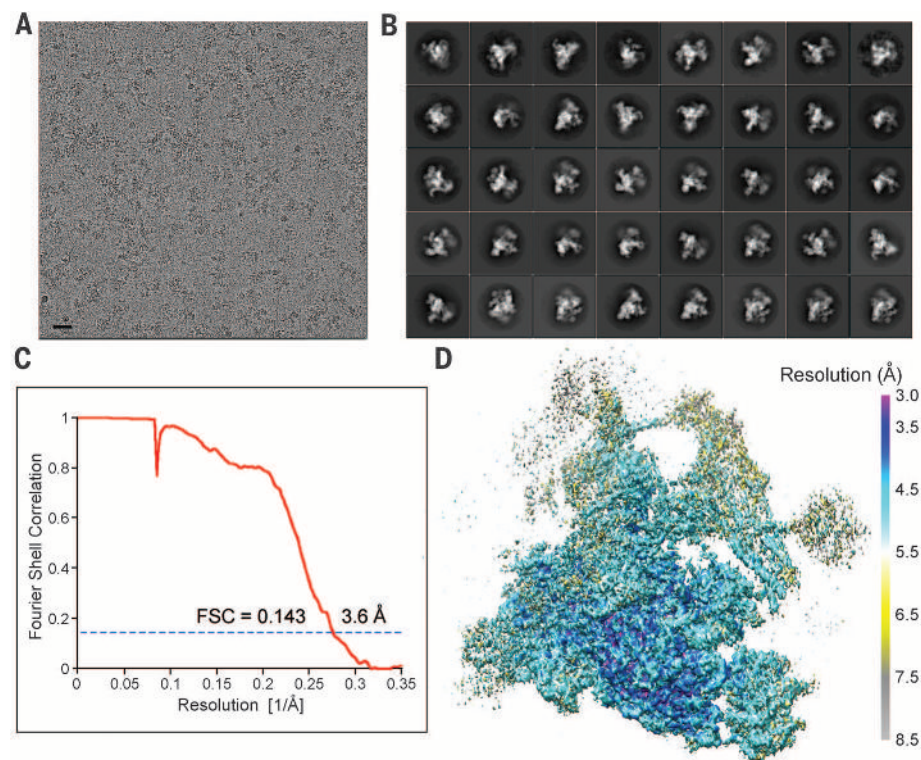 A
B
C
1
0.8
0.6
0.4
0.2
0
Fourier Shell Correlation
FSC = 0.143 3.6 Å
0 0.05 0.1 0.15 0.2 0.25 0.3 0.35
Resolution [1/Å]
D
Resolution (Å)
3.0
3.5
4.5
5.5
6.5
7.5
8.5